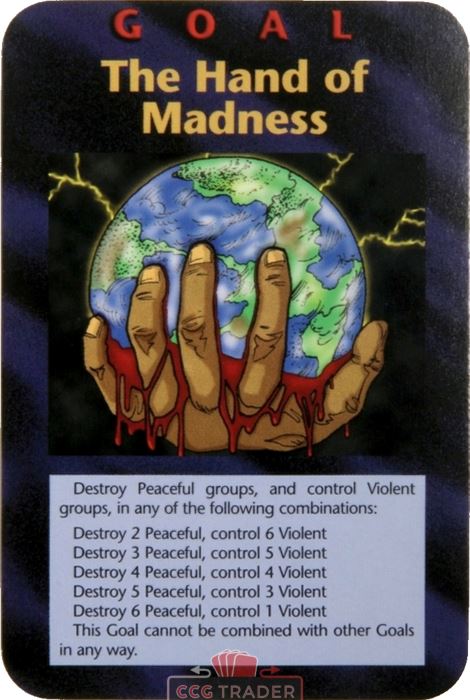 GOAL
The Hand of
Madness
Destroy Peaceful groups, and control Violent
groups, in any of the following combinations:
Destroy 2 Peaceful, control 6 Violent
Destroy 3 Peaceful, control 5 Violent
Destroy 4 Peaceful, control 4 Violent
Destroy 5 Peaceful, control 3 Violent
Destroy 6 Peaceful, control 1 Violent
This Goal cannot be combined with other Goals
in any way.
CCG TRADER